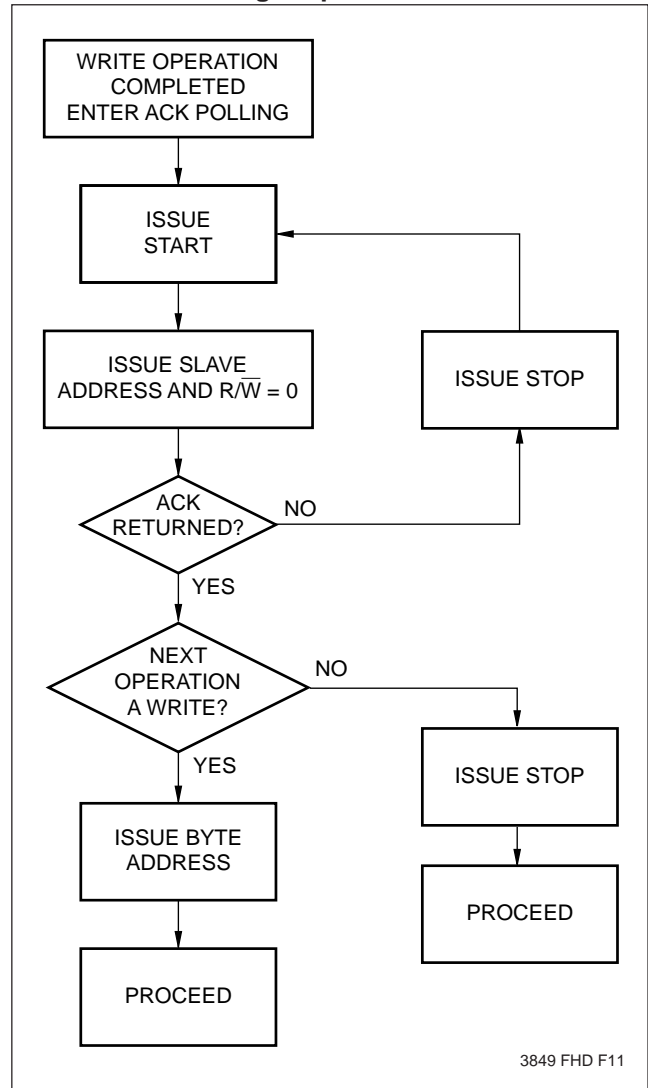 WRITE OPERATION
COMPLETED
ENTER ACK POLLING
ISSUE
START
ISSUE SLAVE
ADDRESS AND R/W̅ = 0
ISSUE STOP
ACK
RETURNED?
NO
YES
NEXT
OPERATION
A WRITE?
NO
YES
ISSUE STOP
ISSUE BYTE
ADDRESS
PROCEED
PROCEED
3849 FHD F11